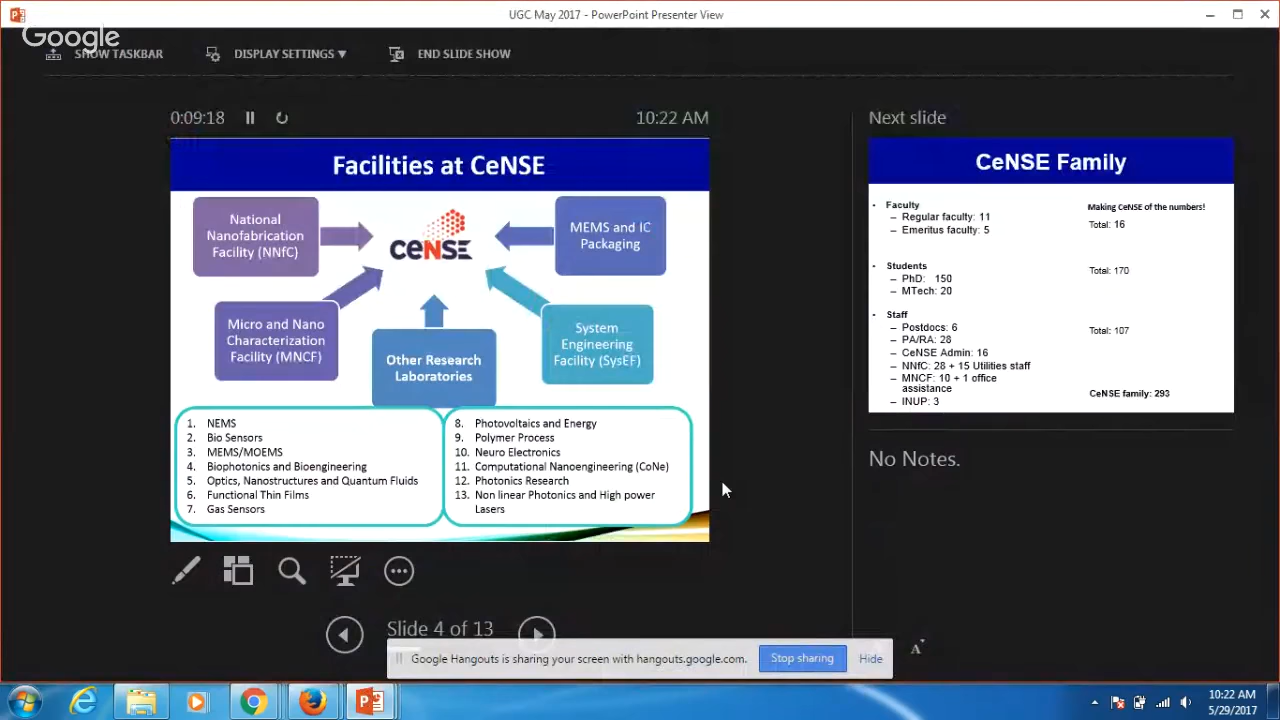 UGC May 2017 - PowerPoint Presenter View
Google
SHOW TASKBAR
DISPLAY SETTINGS ▼
END SLIDE SHOW
0:09:18
10:22 AM
Facilities at CeNSE
National
Nanofabrication
Facility (NNfC)
ceNSE
MEMS and IC
Packaging
Micro and Nano
Characterization
Facility (MNCF)
Other Research
Laboratories
System
Engineering
Facility (SysEF)
1. NEMS
2. Bio Sensors
3. MEMS/MOEMS
4. Biophotonics and Bioengineering
5. Optics, Nanostructures and Quantum Fluids
6. Functional Thin Films
7. Gas Sensors
8. Photovoltaics and Energy
9. Polymer Process
10. Neuro Electronics
11. Computational Nanoengineering (CoNe)
12. Photonics Research
13. Non linear Photonics and High power
Lasers
Slide 4 of 13
Next slide
CeNSE Family
• Faculty
– Regular faculty: 11
– Emeritus faculty: 5
• Students
– PhD: 150
– MTech: 20
• Staff
– Postdocs: 6
– PA/RA: 28
– CeNSE Admin: 16
– NNfC: 28 + 15 Utilities staff
– MNCF: 10 + 1 office
assistance
– INUP: 3
Making CeNSE of the numbers!
Total: 16
Total: 170
Total: 107
CeNSE family: 293
No Notes.
A
Google Hangouts is sharing your screen with hangouts.google.com.
Stop sharing
Hide
10:22 AM
5/29/2017